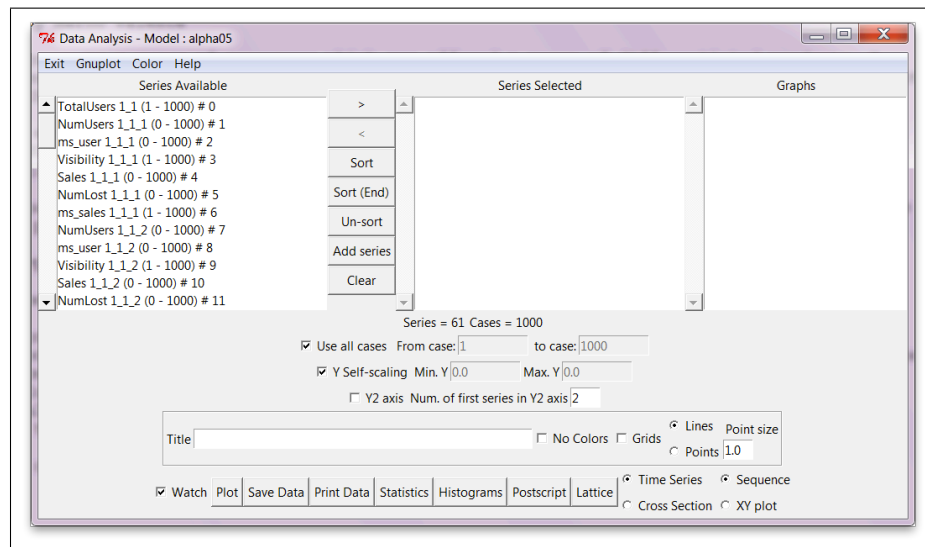 Data Analysis - Model : alpha05
Exit Gnuplot Color Help
Series Available
Series Selected
Graphs
TotalUsers 1_1 (1 - 1000) # 0
NumUsers 1_1_1 (0 - 1000) # 1
ms_user 1_1_1 (0 - 1000) # 2
Visibility 1_1_1 (1 - 1000) # 3
Sales 1_1_1 (0 - 1000) # 4
NumLost 1_1_1 (0 - 1000) # 5
ms_sales 1_1_1 (1 - 1000) # 6
NumUsers 1_1_2 (0 - 1000) # 7
ms_user 1_1_2 (0 - 1000) # 8
Visibility 1_1_2 (1 - 1000) # 9
Sales 1_1_2 (0 - 1000) # 10
NumLost 1_1_2 (0 - 1000) # 11
>
<
Sort
Sort (End)
Un-sort
Add series
Clear
Series = 61 Cases = 1000
Use all cases From case: 1 to case: 1000
Y Self-scaling Min. Y 0.0 Max. Y 0.0
Y2 axis Num. of first series in Y2 axis 2
Title
No Colors Grids
Lines
Points
Point size
1.0
Watch Plot Save Data Print Data Statistics Histograms Postscript Lattice
Time Series Sequence
Cross Section XY plot